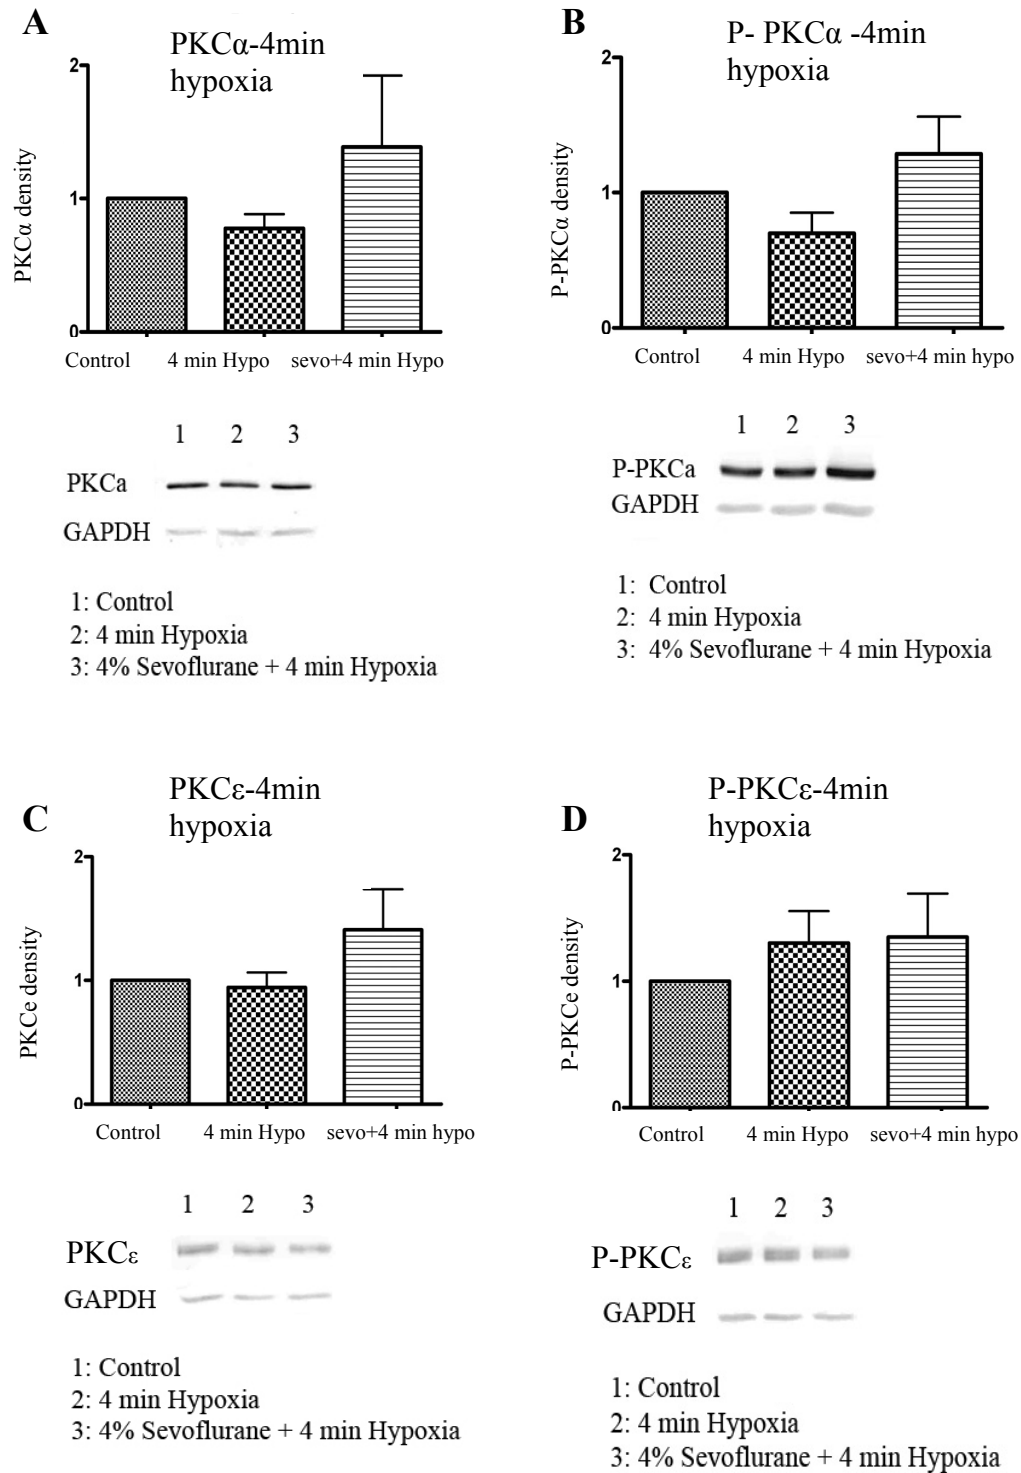 A
PKCα-4min
hypoxia
2
1
0
PKCα density
Control 4 min Hypo sevo+4 min Hypo
1 2 3
PKCa
GAPDH
1: Control
2: 4 min Hypoxia
3: 4% Sevoflurane + 4 min Hypoxia
B
P- PKCα -4min
hypoxia
2
1
0
P-PKCα density
Control 4 min Hypo sevo+4 min hypo
1 2 3
P-PKCa
GAPDH
1: Control
2: 4 min Hypoxia
3: 4% Sevoflurane + 4 min Hypoxia
C
PKCε-4min
hypoxia
2
1
0
PKCe density
Control 4 min Hypo sevo+4 min hypo
1 2 3
PKCε
GAPDH
1: Control
2: 4 min Hypoxia
3: 4% Sevoflurane + 4 min Hypoxia
D
P-PKCε-4min
hypoxia
2
1
0
P-PKCe density
Control 4 min Hypo sevo+4 min hypo
1 2 3
P-PKCε
GAPDH
1: Control
2: 4 min Hypoxia
3: 4% Sevoflurane + 4 min Hypoxia